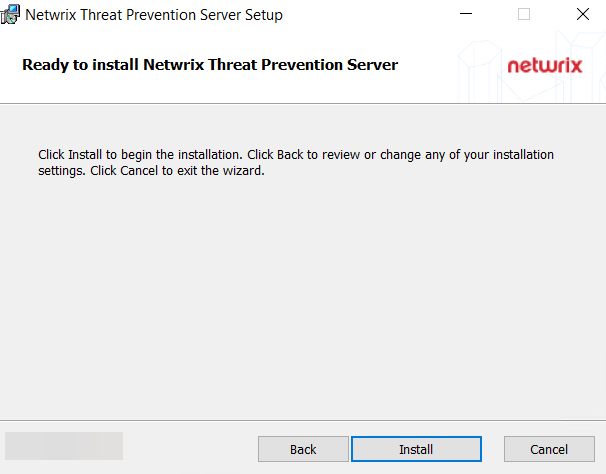 Netwrix Threat Prevention Server Setup
Ready to install Netwrix Threat Prevention Server
netwrix
Click Install to begin the installation. Click Back to review or change any of your installation
settings. Click Cancel to exit the wizard.
Back
Install
Cancel